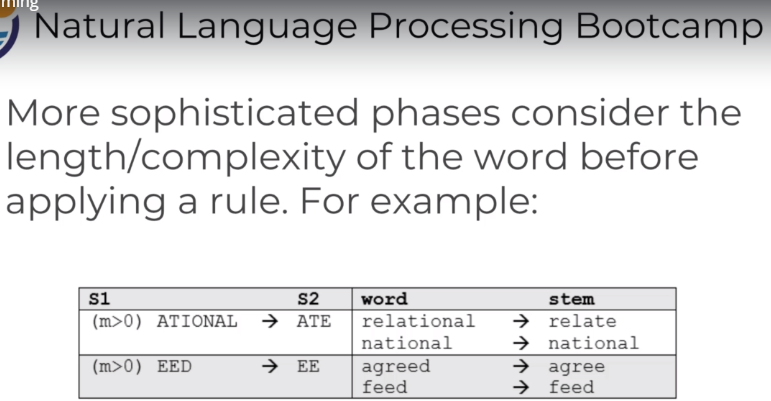 ming
Natural Language Processing Bootcamp
More sophisticated phases consider the
length/complexity of the word before
applying a rule. For example:
S1 S2 word stem
(m>0) ATIONAL → ATE relational → relate
national → national
(m>0) EED → EE agreed → agree
feed → feed